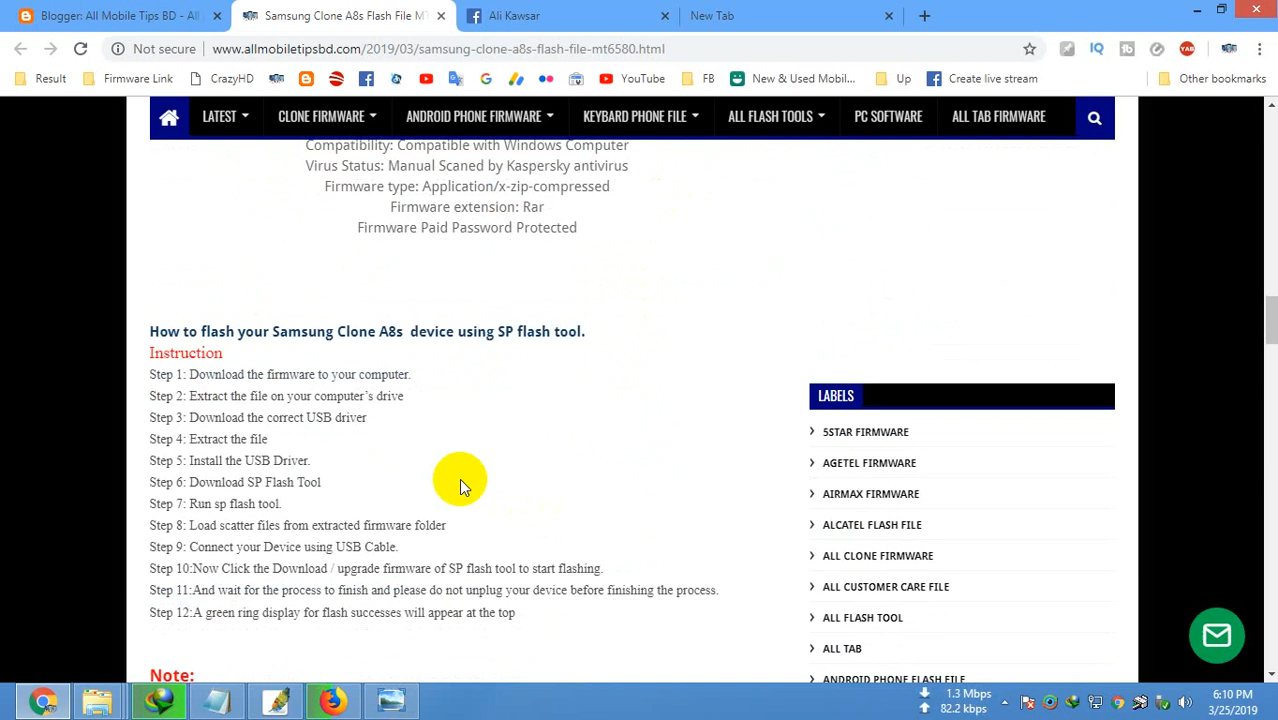 Blogger: All Mobile Tips BD -
Samsung Clone A8s Flash File MT
Ali Kawsar
New Tab
Not secure
www.allmobiletipsbd.com/2019/03/samsung-clone-a8s-flash-file-mt6580.html
IQ
YAB
Result
Firmware Link
CrazyHD
YouTube
FB
New & Used Mobil...
Up
Create live stream
Other bookmarks
LATEST
CLONE FIRMWARE
ANDROID PHONE FIRMWARE
KEYBARD PHONE FILE
ALL FLASH TOOLS
PC SOFTWARE
ALL TAB FIRMWARE
Compatibility: Compatible with Windows Computer
Virus Status: Manual Scaned by Kaspersky antivirus
Firmware type: Application/x-zip-compressed
Firmware extension: Rar
Firmware Paid Password Protected
How to flash your Samsung Clone A8s device using SP flash tool.
Instruction
Step 1: Download the firmware to your computer.
Step 2: Extract the file on your computer’s drive
Step 3: Download the correct USB driver
Step 4: Extract the file
Step 5: Install the USB Driver.
Step 6: Download SP Flash Tool
Step 7: Run sp flash tool.
Step 8: Load scatter files from extracted firmware folder
Step 9: Connect your Device using USB Cable.
Step 10:Now Click the Download / upgrade firmware of SP flash tool to start flashing.
Step 11:And wait for the process to finish and please do not unplug your device before finishing the process.
Step 12:A green ring display for flash successes will appear at the top
Note:
LABELS
5STAR FIRMWARE
AGETEL FIRMWARE
AIRMAX FIRMWARE
ALCATEL FLASH FILE
ALL CLONE FIRMWARE
ALL CUSTOMER CARE FILE
ALL FLASH TOOL
ALL TAB
ANDROID PHONE FLASH FILE
1.3 Mbps
82.2 kbps
6:10 PM
3/25/2019